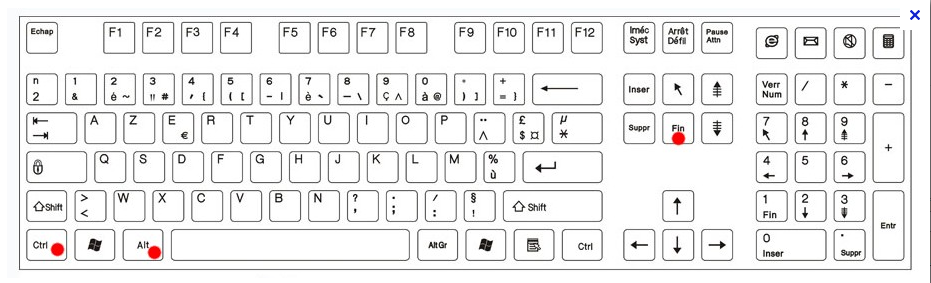 Echap F1 F2 F3 F4 F5 F6 F7 F8 F9 F10 F11 F12 Iméc Arrêt Pause
Syst Défil Attn
n 1 2 3 4 5 6 7 8 9 0 ° + Inser Verr / * -
2 & é ~ " # ' { ( [ - | è ` - \ Ç ^ à @ ) ] = } Num
A Z E R T Y U I O P ¨ £ µ Suppr Fin 7 8 9 +
€ ^ $ ¤ *
Q S D F G H J K L M % 4 5 6
ù
Shift > W X C V B N ? . / § Shift 1 2 3
< , ; : ! Fin
Ctrl Alt AltGr Ctrl 0 . Entr
Inser Suppr